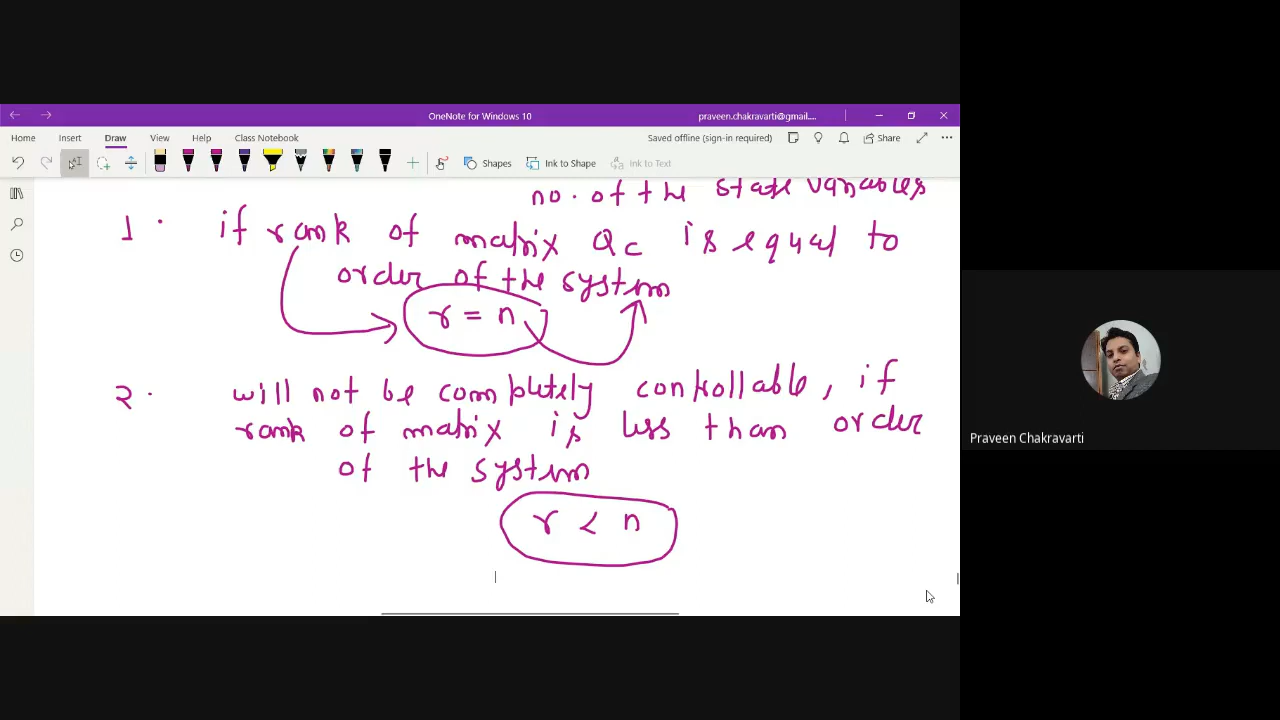 OneNote for Windows 10
praveen.chakravarti@gmail....
Home Insert Draw View Help Class Notebook
Saved offline (sign-in required)
Share
Shapes
Ink to Shape
Ink to Text
no. of the state variables
1. if rank of matrix Qc is equal to
order of the system
r = n
2. will not be completely controllable, if
rank of matrix is less than order
of the system
r < n
Praveen Chakravarti